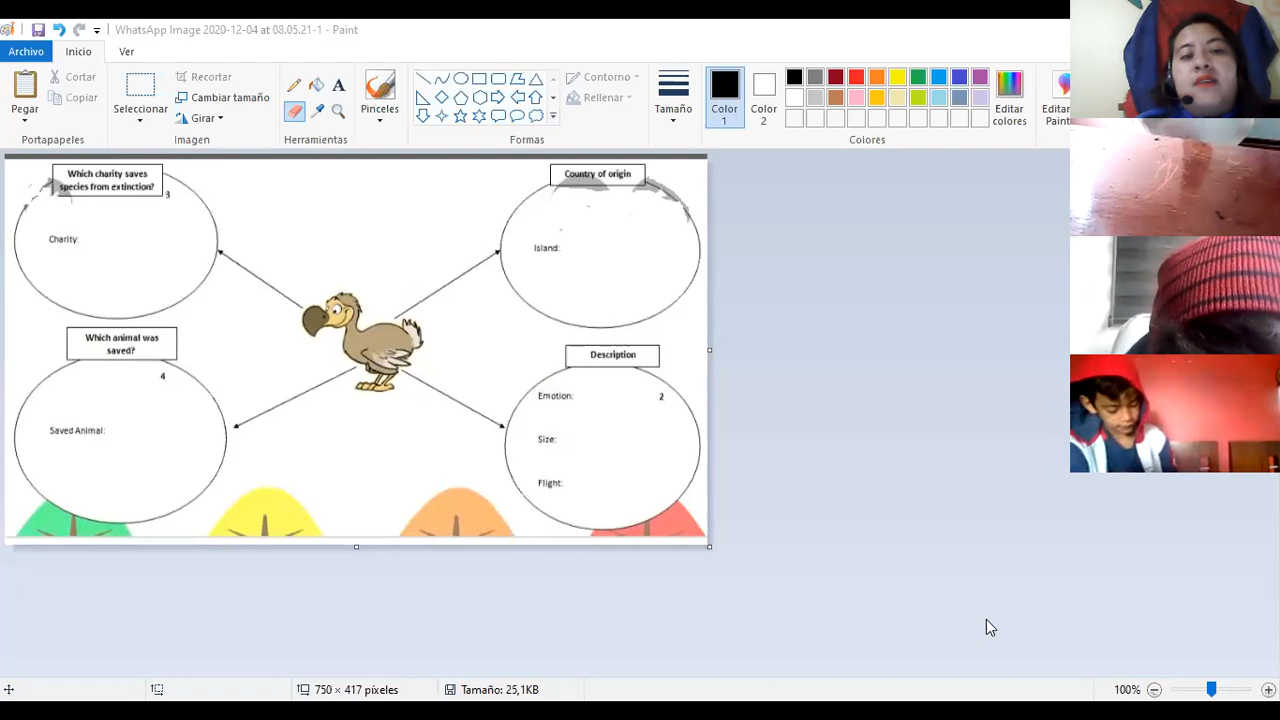 WhatsApp Image 2020-12-04 at 08.05.21-1 - Paint
Archivo
Inicio
Ver
Pegar
Cortar
Copiar
Portapapeles
Seleccionar
Recortar
Cambiar tamaño
Girar
Imagen
A
Herramientas
Pinceles
Contorno
Rellenar
Formas
Tamaño
Color
1
Color
2
Editar
colores
Colores
Editar
Paint
Which charity saves
species from extinction?
3
Charity:
Country of origin
Island:
Which animal was
saved?
4
Saved Animal:
Description
Emotion:
2
Size:
Flight:
750 × 417 píxeles
Tamaño: 25,1KB
100%